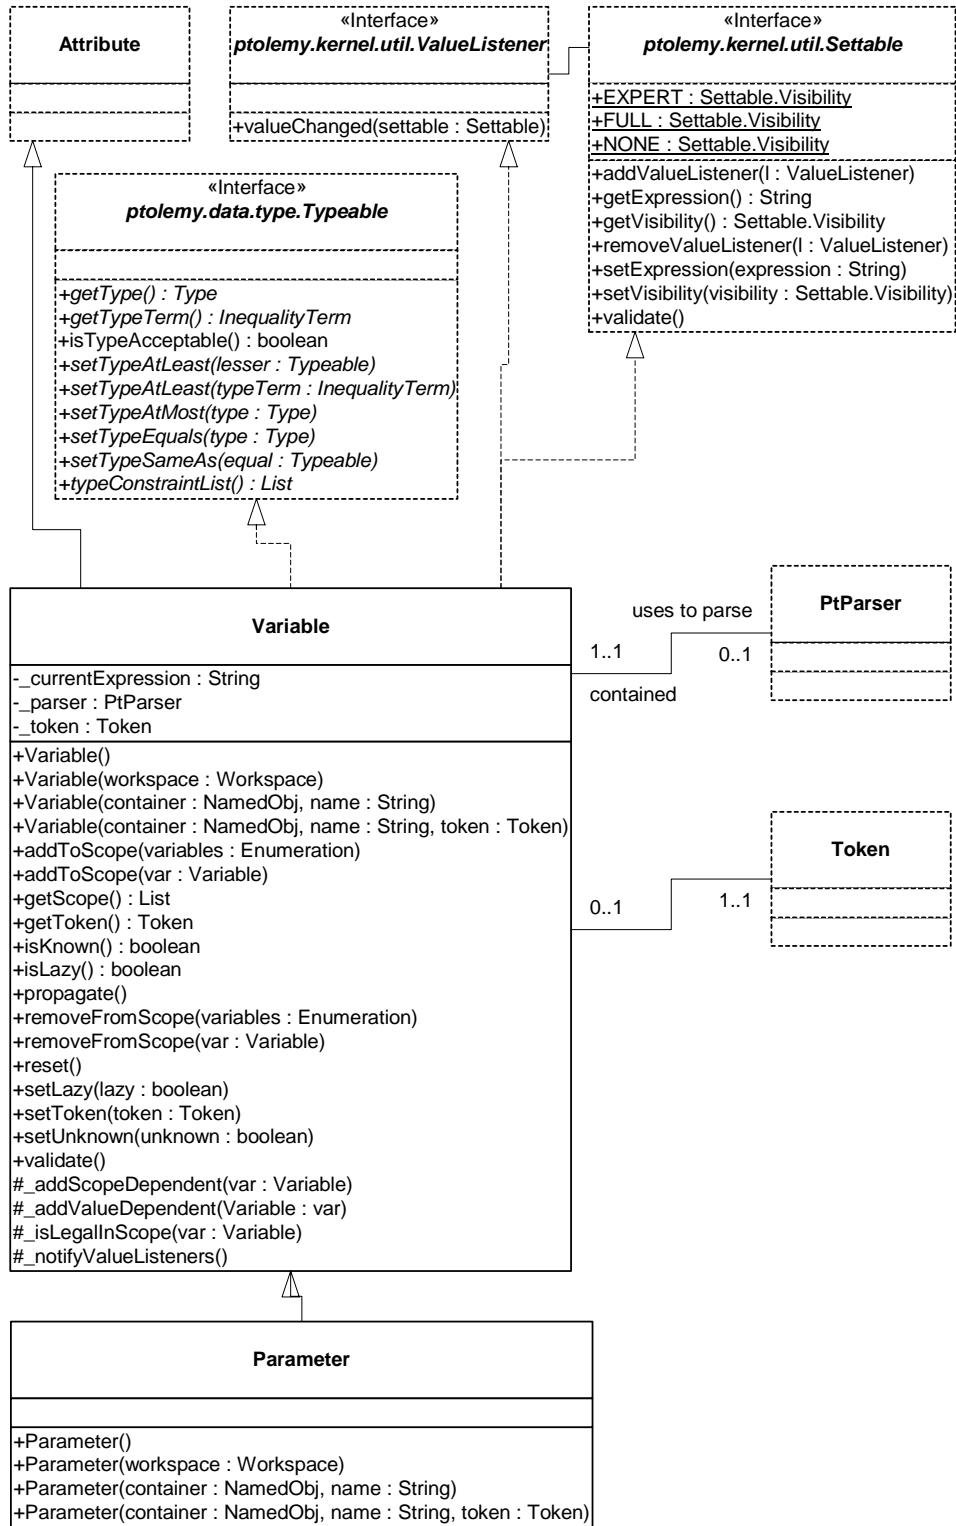 Attribute
«Interface»
ptolemy.kernel.util.ValueListener
+valueChanged(settable : Settable)
«Interface»
ptolemy.kernel.util.Settable
+EXPERT : Settable.Visibility
+FULL : Settable.Visibility
+NONE : Settable.Visibility
+addValueListener(l : ValueListener)
+getExpression() : String
+getVisibility() : Settable.Visibility
+removeValueListener(l : ValueListener)
+setExpression(expression : String)
+setVisibility(visibility : Settable.Visibility)
+validate()
«Interface»
ptolemy.data.type.Typeable
+getType() : Type
+getTypeTerm() : InequalityTerm
+isTypeAcceptable() : boolean
+setTypeAtLeast(lesser : Typeable)
+setTypeAtLeast(typeTerm : InequalityTerm)
+setTypeAtMost(type : Type)
+setTypeEquals(type : Type)
+setTypeSameAs(equal : Typeable)
+typeConstraintList() : List
Variable
-_currentExpression : String
-_parser : PtParser
-_token : Token
+Variable()
+Variable(workspace : Workspace)
+Variable(container : NamedObj, name : String)
+Variable(container : NamedObj, name : String, token : Token)
+addToScope(variables : Enumeration)
+addToScope(var : Variable)
+getScope() : List
+getToken() : Token
+isKnown() : boolean
+isLazy() : boolean
+propagate()
+removeFromScope(variables : Enumeration)
+removeFromScope(var : Variable)
+reset()
+setLazy(lazy : boolean)
+setToken(token : Token)
+setUnknown(unknown : boolean)
+validate()
#_addScopeDependent(var : Variable)
#_addValueDependent(Variable : var)
#_isLegalInScope(var : Variable)
#_notifyValueListeners()
uses to parse
1..1
0..1
contained
PtParser
0..1
1..1
Token
Parameter
+Parameter()
+Parameter(workspace : Workspace)
+Parameter(container : NamedObj, name : String)
+Parameter(container : NamedObj, name : String, token : Token)